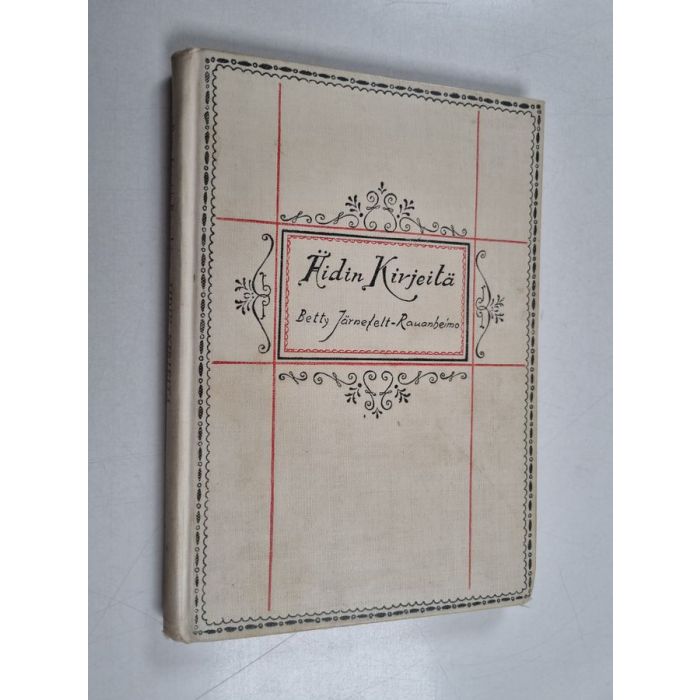 Äidin Kirjeitä
Betty Järnefelt-Rauanheimo